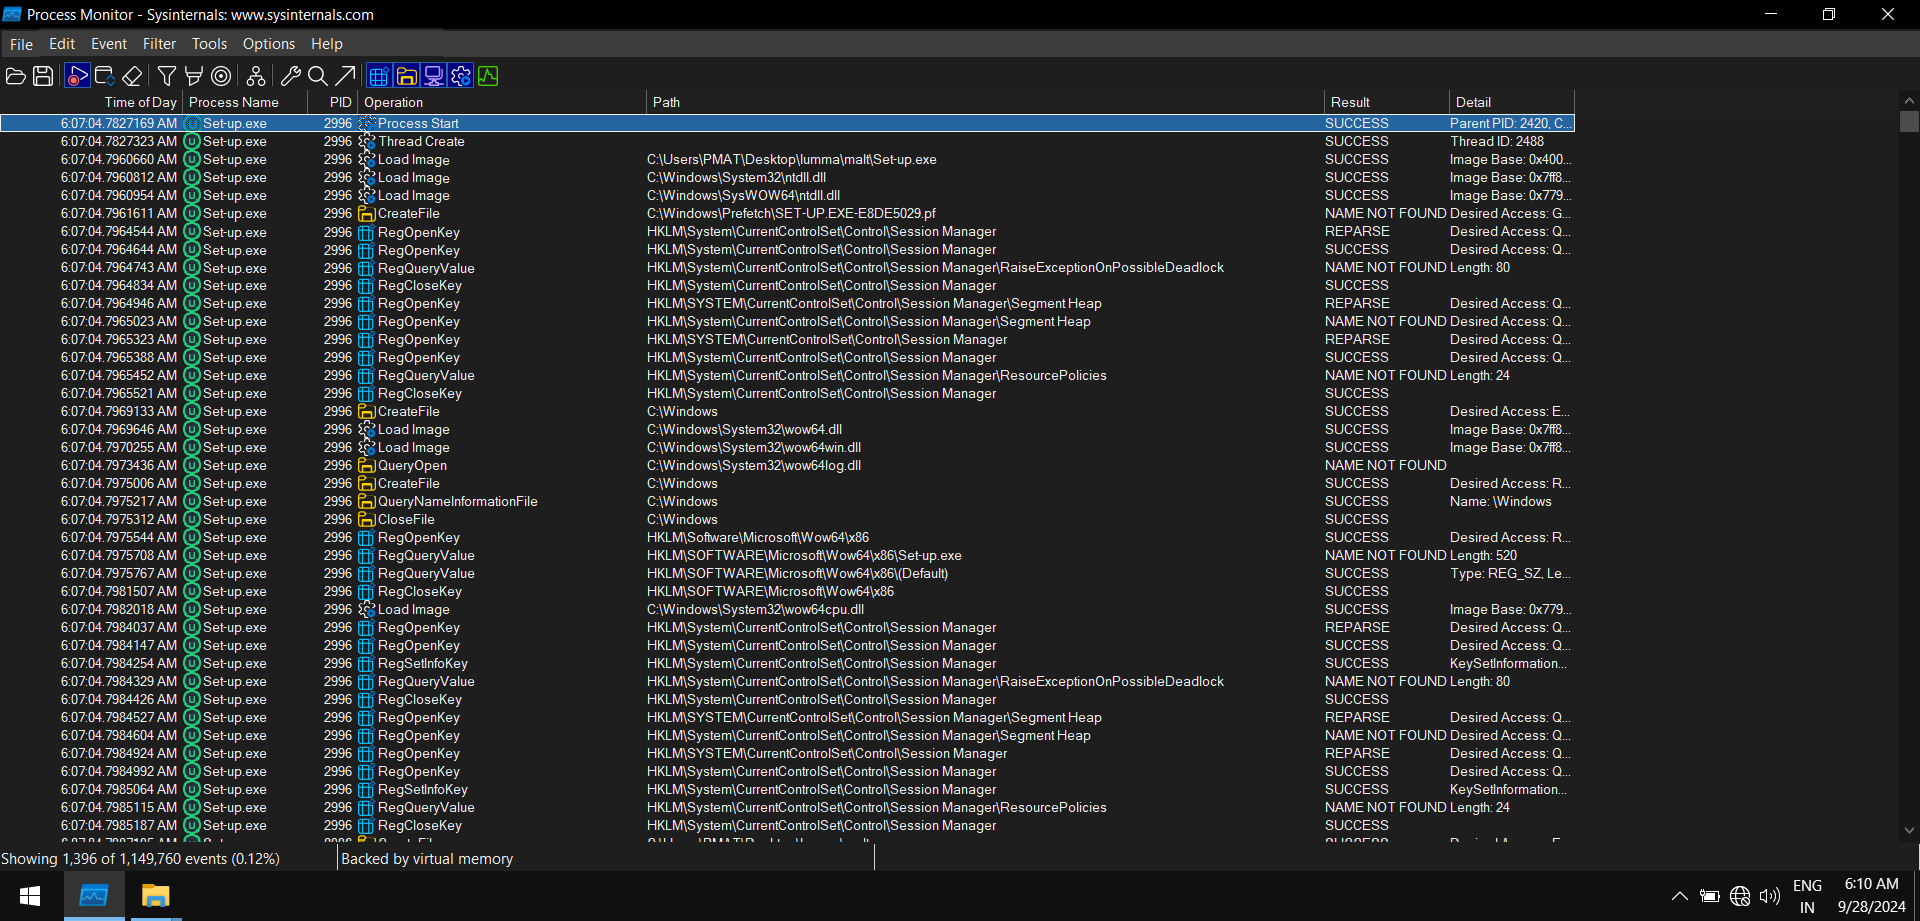 Process Monitor - Sysinternals: www.sysinternals.com
File Edit Event Filter Tools Options Help
Time of Day Process Name PID Operation Path Result Detail
6:07:04.7827169 AM Set-up.exe 2996 Process Start SUCCESS Parent PID: 2420, C...
6:07:04.7827323 AM Set-up.exe 2996 Thread Create SUCCESS Thread ID: 2488
6:07:04.7960660 AM Set-up.exe 2996 Load Image C:\Users\PMAT\Desktop\lumma\malt\Set-up.exe SUCCESS Image Base: 0x400...
6:07:04.7960812 AM Set-up.exe 2996 Load Image C:\Windows\System32\ntdll.dll SUCCESS Image Base: 0x7ff8...
6:07:04.7960954 AM Set-up.exe 2996 Load Image C:\Windows\SysWOW64\ntdll.dll SUCCESS Image Base: 0x779...
6:07:04.7961611 AM Set-up.exe 2996 CreateFile C:\Windows\Prefetch\SET-UP.EXE-E8DE5029.pf NAME NOT FOUND Desired Access: G...
6:07:04.7964544 AM Set-up.exe 2996 RegOpenKey HKLM\System\CurrentControlSet\Control\Session Manager REPARSE Desired Access: Q...
6:07:04.7964644 AM Set-up.exe 2996 RegOpenKey HKLM\System\CurrentControlSet\Control\Session Manager SUCCESS Desired Access: Q...
6:07:04.7964743 AM Set-up.exe 2996 RegQueryValue HKLM\System\CurrentControlSet\Control\Session Manager\RaiseExceptionOnPossibleDeadlock NAME NOT FOUND Length: 80
6:07:04.7964834 AM Set-up.exe 2996 RegCloseKey HKLM\System\CurrentControlSet\Control\Session Manager SUCCESS
6:07:04.7964946 AM Set-up.exe 2996 RegOpenKey HKLM\SYSTEM\CurrentControlSet\Control\Session Manager\Segment Heap REPARSE Desired Access: Q...
6:07:04.7965023 AM Set-up.exe 2996 RegOpenKey HKLM\System\CurrentControlSet\Control\Session Manager\Segment Heap NAME NOT FOUND Desired Access: Q...
6:07:04.7965323 AM Set-up.exe 2996 RegOpenKey HKLM\SYSTEM\CurrentControlSet\Control\Session Manager REPARSE Desired Access: Q...
6:07:04.7965388 AM Set-up.exe 2996 RegOpenKey HKLM\System\CurrentControlSet\Control\Session Manager SUCCESS Desired Access: Q...
6:07:04.7965452 AM Set-up.exe 2996 RegQueryValue HKLM\System\CurrentControlSet\Control\Session Manager\ResourcePolicies NAME NOT FOUND Length: 24
6:07:04.7965521 AM Set-up.exe 2996 RegCloseKey HKLM\System\CurrentControlSet\Control\Session Manager SUCCESS
6:07:04.7969133 AM Set-up.exe 2996 CreateFile C:\Windows SUCCESS Desired Access: E...
6:07:04.7969646 AM Set-up.exe 2996 Load Image C:\Windows\System32\wow64.dll SUCCESS Image Base: 0x7ff8...
6:07:04.7970255 AM Set-up.exe 2996 Load Image C:\Windows\System32\wow64win.dll SUCCESS Image Base: 0x7ff8...
6:07:04.7973436 AM Set-up.exe 2996 QueryOpen C:\Windows\System32\wow64log.dll NAME NOT FOUND
6:07:04.7975006 AM Set-up.exe 2996 CreateFile C:\Windows SUCCESS Desired Access: R...
6:07:04.7975217 AM Set-up.exe 2996 QueryNameInformationFile C:\Windows SUCCESS Name: \Windows
6:07:04.7975312 AM Set-up.exe 2996 CloseFile C:\Windows SUCCESS
6:07:04.7975544 AM Set-up.exe 2996 RegOpenKey HKLM\Software\Microsoft\Wow64\x86 SUCCESS Desired Access: R...
6:07:04.7975708 AM Set-up.exe 2996 RegQueryValue HKLM\SOFTWARE\Microsoft\Wow64\x86\Set-up.exe NAME NOT FOUND Length: 520
6:07:04.7975767 AM Set-up.exe 2996 RegQueryValue HKLM\SOFTWARE\Microsoft\Wow64\x86\(Default) SUCCESS Type: REG_SZ, Le...
6:07:04.7981507 AM Set-up.exe 2996 RegCloseKey HKLM\SOFTWARE\Microsoft\Wow64\x86 SUCCESS
6:07:04.7982018 AM Set-up.exe 2996 Load Image C:\Windows\System32\wow64cpu.dll SUCCESS Image Base: 0x779...
6:07:04.7984037 AM Set-up.exe 2996 RegOpenKey HKLM\System\CurrentControlSet\Control\Session Manager REPARSE Desired Access: Q...
6:07:04.7984147 AM Set-up.exe 2996 RegOpenKey HKLM\System\CurrentControlSet\Control\Session Manager SUCCESS Desired Access: Q...
6:07:04.7984254 AM Set-up.exe 2996 RegSetInfoKey HKLM\System\CurrentControlSet\Control\Session Manager SUCCESS KeySetInformation...
6:07:04.7984329 AM Set-up.exe 2996 RegQueryValue HKLM\System\CurrentControlSet\Control\Session Manager\RaiseExceptionOnPossibleDeadlock NAME NOT FOUND Length: 80
6:07:04.7984426 AM Set-up.exe 2996 RegCloseKey HKLM\System\CurrentControlSet\Control\Session Manager SUCCESS
6:07:04.7984527 AM Set-up.exe 2996 RegOpenKey HKLM\SYSTEM\CurrentControlSet\Control\Session Manager\Segment Heap REPARSE Desired Access: Q...
6:07:04.7984604 AM Set-up.exe 2996 RegOpenKey HKLM\System\CurrentControlSet\Control\Session Manager\Segment Heap NAME NOT FOUND Desired Access: Q...
6:07:04.7984924 AM Set-up.exe 2996 RegOpenKey HKLM\SYSTEM\CurrentControlSet\Control\Session Manager REPARSE Desired Access: Q...
6:07:04.7984992 AM Set-up.exe 2996 RegOpenKey HKLM\System\CurrentControlSet\Control\Session Manager SUCCESS Desired Access: Q...
6:07:04.7985064 AM Set-up.exe 2996 RegSetInfoKey HKLM\System\CurrentControlSet\Control\Session Manager SUCCESS KeySetInformation...
6:07:04.7985115 AM Set-up.exe 2996 RegQueryValue HKLM\System\CurrentControlSet\Control\Session Manager\ResourcePolicies NAME NOT FOUND Length: 24
6:07:04.7985187 AM Set-up.exe 2996 RegCloseKey HKLM\System\CurrentControlSet\Control\Session Manager SUCCESS
Showing 1,396 of 1,149,760 events (0.12%) Backed by virtual memory
ENG 6:10 AM
IN 9/28/2024